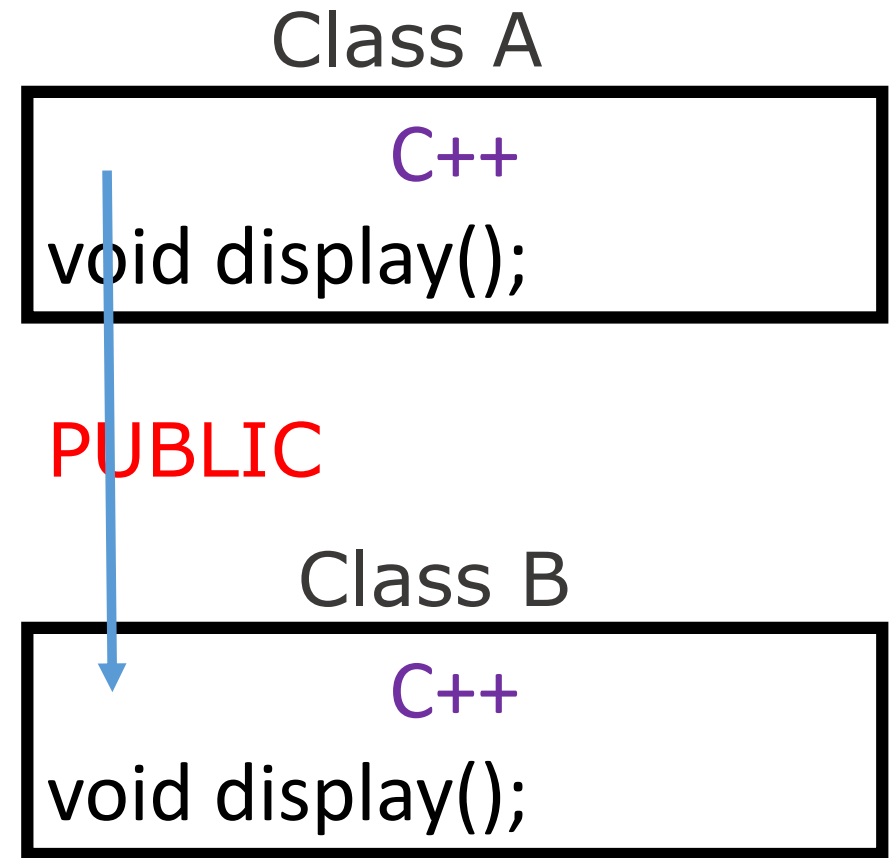 Class A
C++
void display();
PUBLIC
Class B
C++
void display();